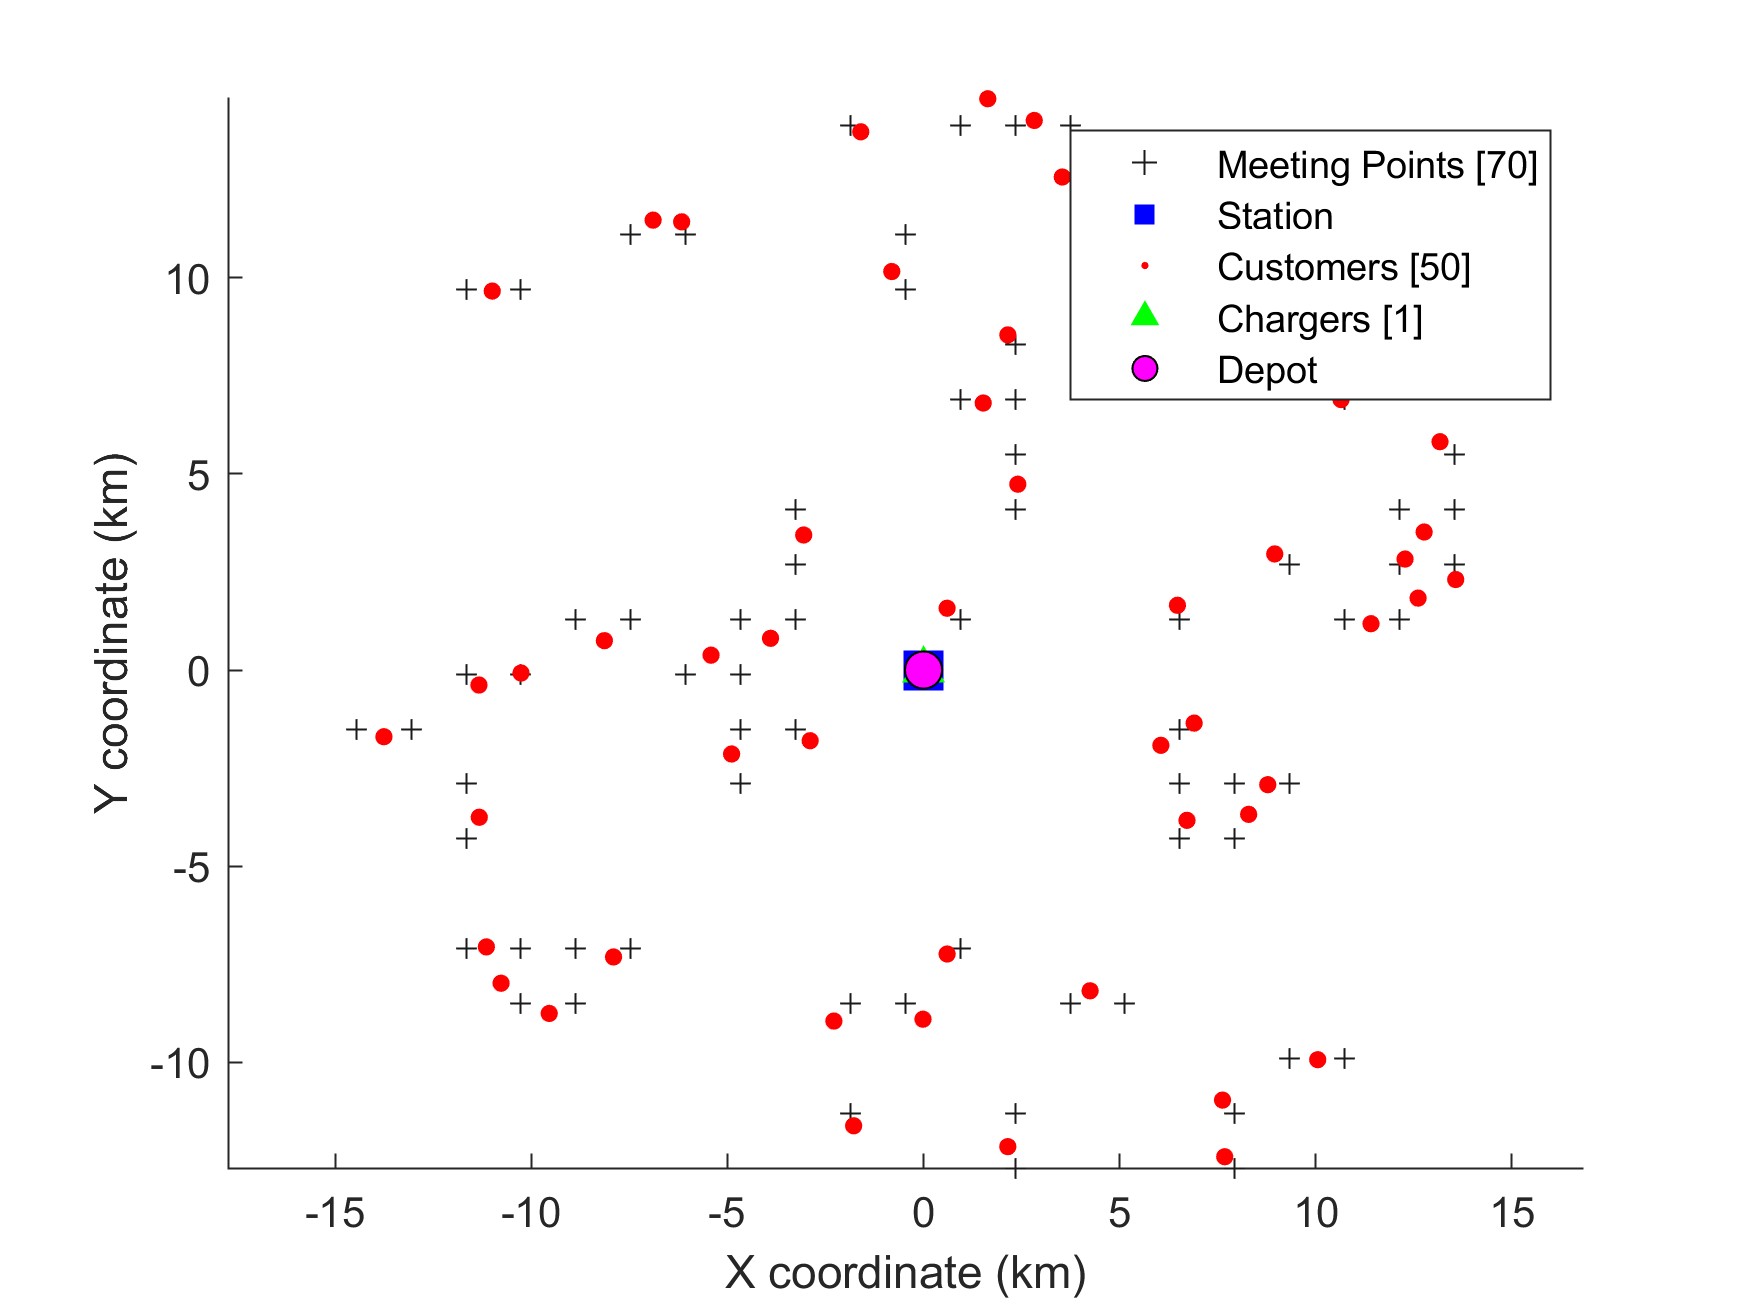 Meeting Points [70]
Station
Customers [50]
Chargers [1]
Depot
10
5
0
-5
-10
Y coordinate (km)
-15 -10 -5 0 5 10 15
X coordinate (km)